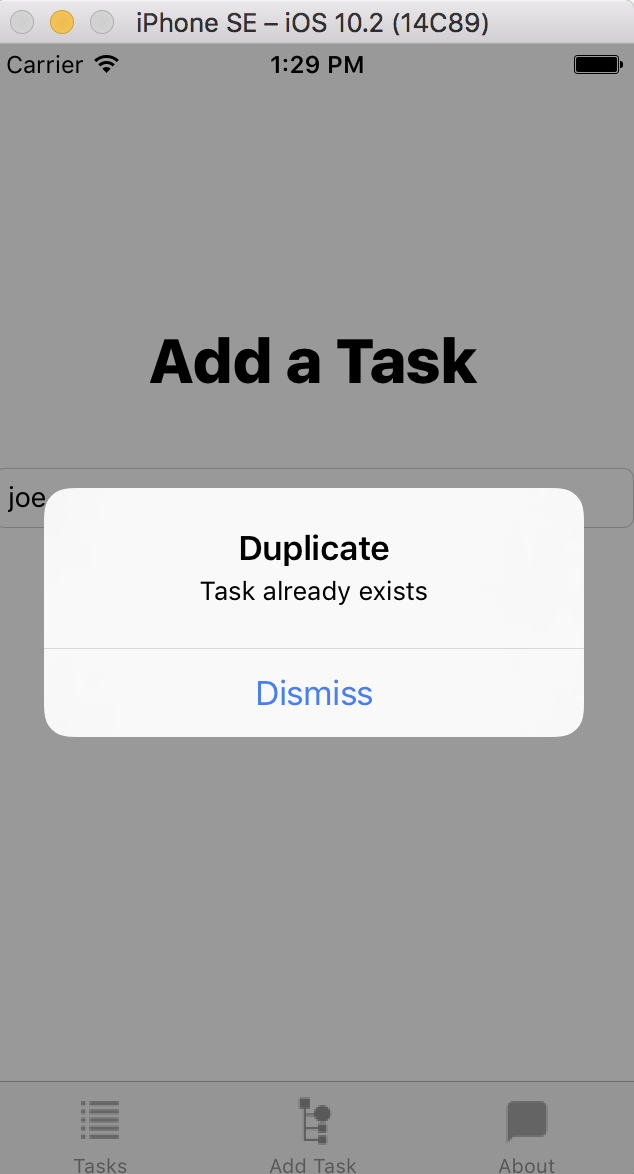 iPhone SE – iOS 10.2 (14C89)
Carrier 1:29 PM
Add a Task
joe
Duplicate
Task already exists
Dismiss
Tasks Add Task About